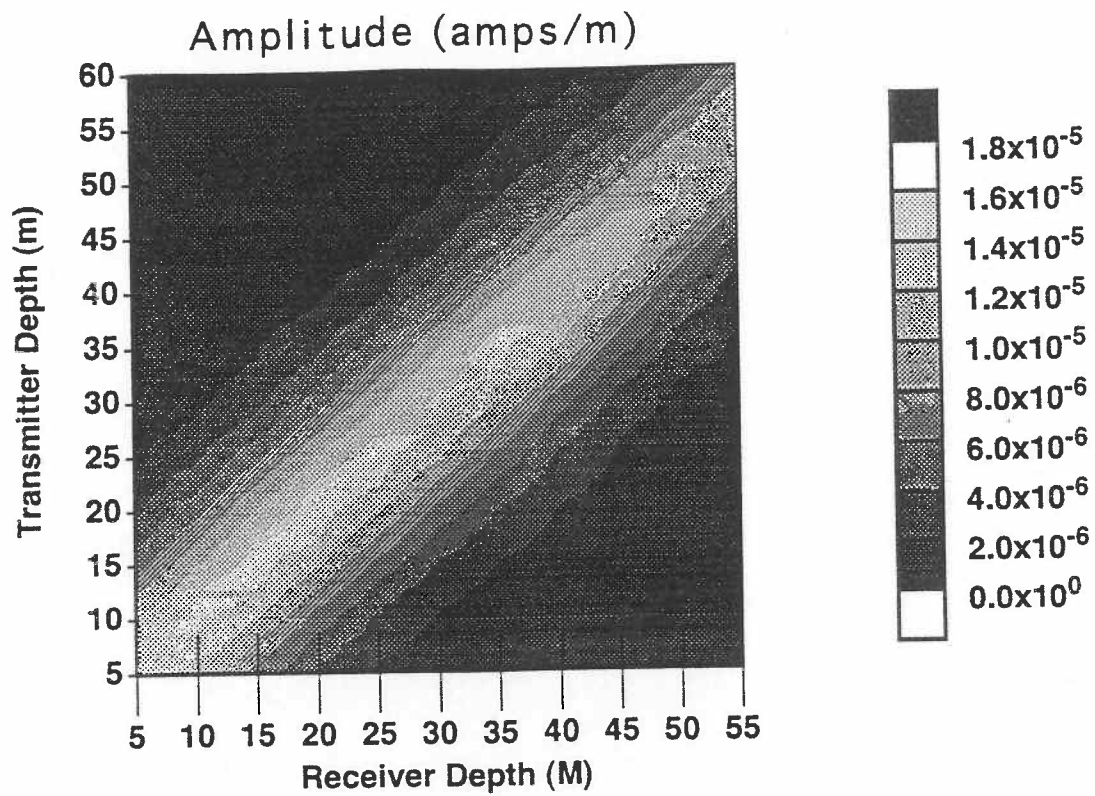 Amplitude (amps/m)
60
55
50
45
40
35
30
25
20
15
10
5
Transmitter Depth (m)
5 10 15 20 25 30 35 40 45 50 55
Receiver Depth (M)
1.8x10^-5
1.6x10^-5
1.4x10^-5
1.2x10^-5
1.0x10^-5
8.0x10^-6
6.0x10^-6
4.0x10^-6
2.0x10^-6
0.0x10^0